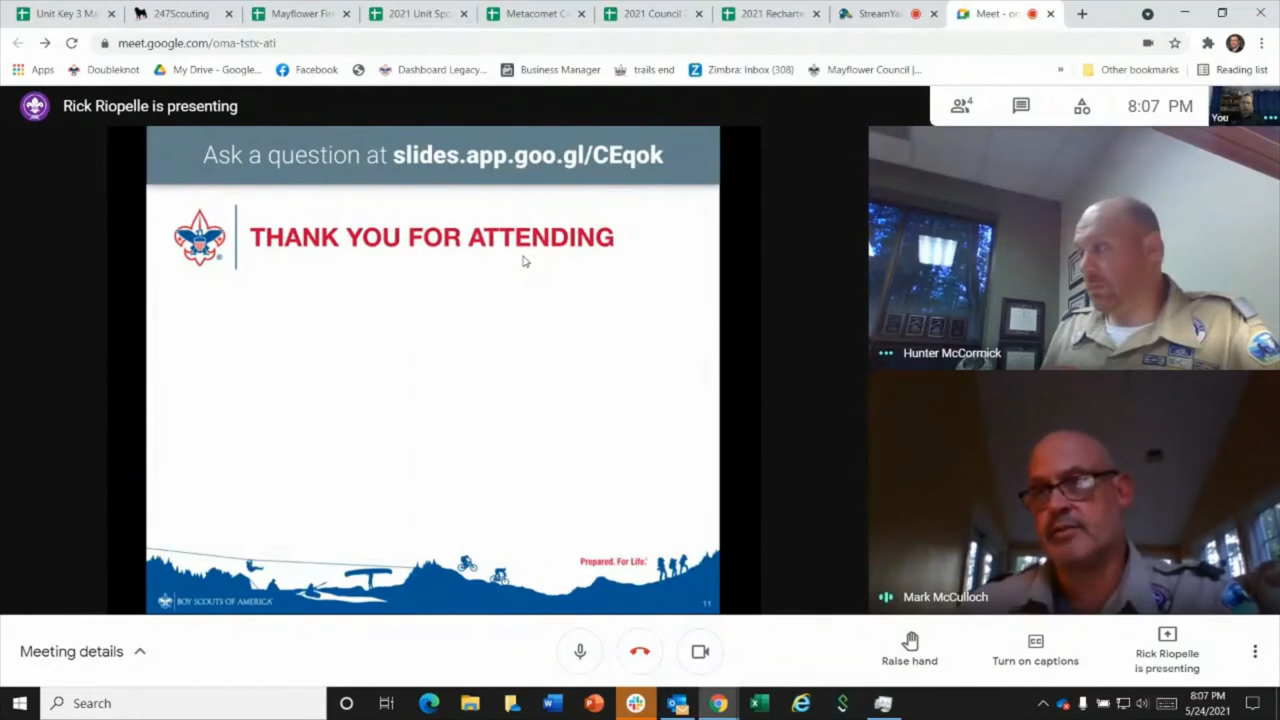 Unit Key 3 M
247Scouting
Mayflower Fir
2021 Unit Spo
Metacomet C
2021 Council
2021 Recharte
StreamYa
Meet - on
meet.google.com/oma-tstx-ati
Apps
Doubleknot
My Drive - Google...
Facebook
Dashboard Legacy...
Business Manager
trails end
Zimbra: Inbox (308)
Mayflower Council |...
»
Other bookmarks
Reading list
Rick Riopelle is presenting
4
8:07 PM
You
Ask a question at slides.app.goo.gl/CEqok
THANK YOU FOR ATTENDING
Prepared. For Life.
BOY SCOUTS OF AMERICA
11
Hunter McCormick
Mark McCulloch
Meeting details
Raise hand
Turn on captions
Rick Riopelle
is presenting
Search
8:07 PM
5/24/2021